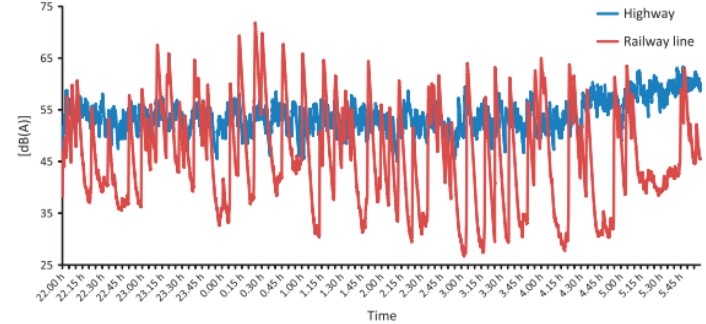 75
65
55
45
35
25
[dB(A)]
Highway
Railway line
22.00 h
22.15 h
22.30 h
22.45 h
23.00 h
23.15 h
23.30 h
23.45 h
0.00 h
0.15 h
0.30 h
0.45 h
1.00 h
1.15 h
1.30 h
1.45 h
2.00 h
2.15 h
2.30 h
2.45 h
3.00 h
3.15 h
3.30 h
3.45 h
4.00 h
4.15 h
4.30 h
4.45 h
5.00 h
5.15 h
5.30 h
5.45 h
Time